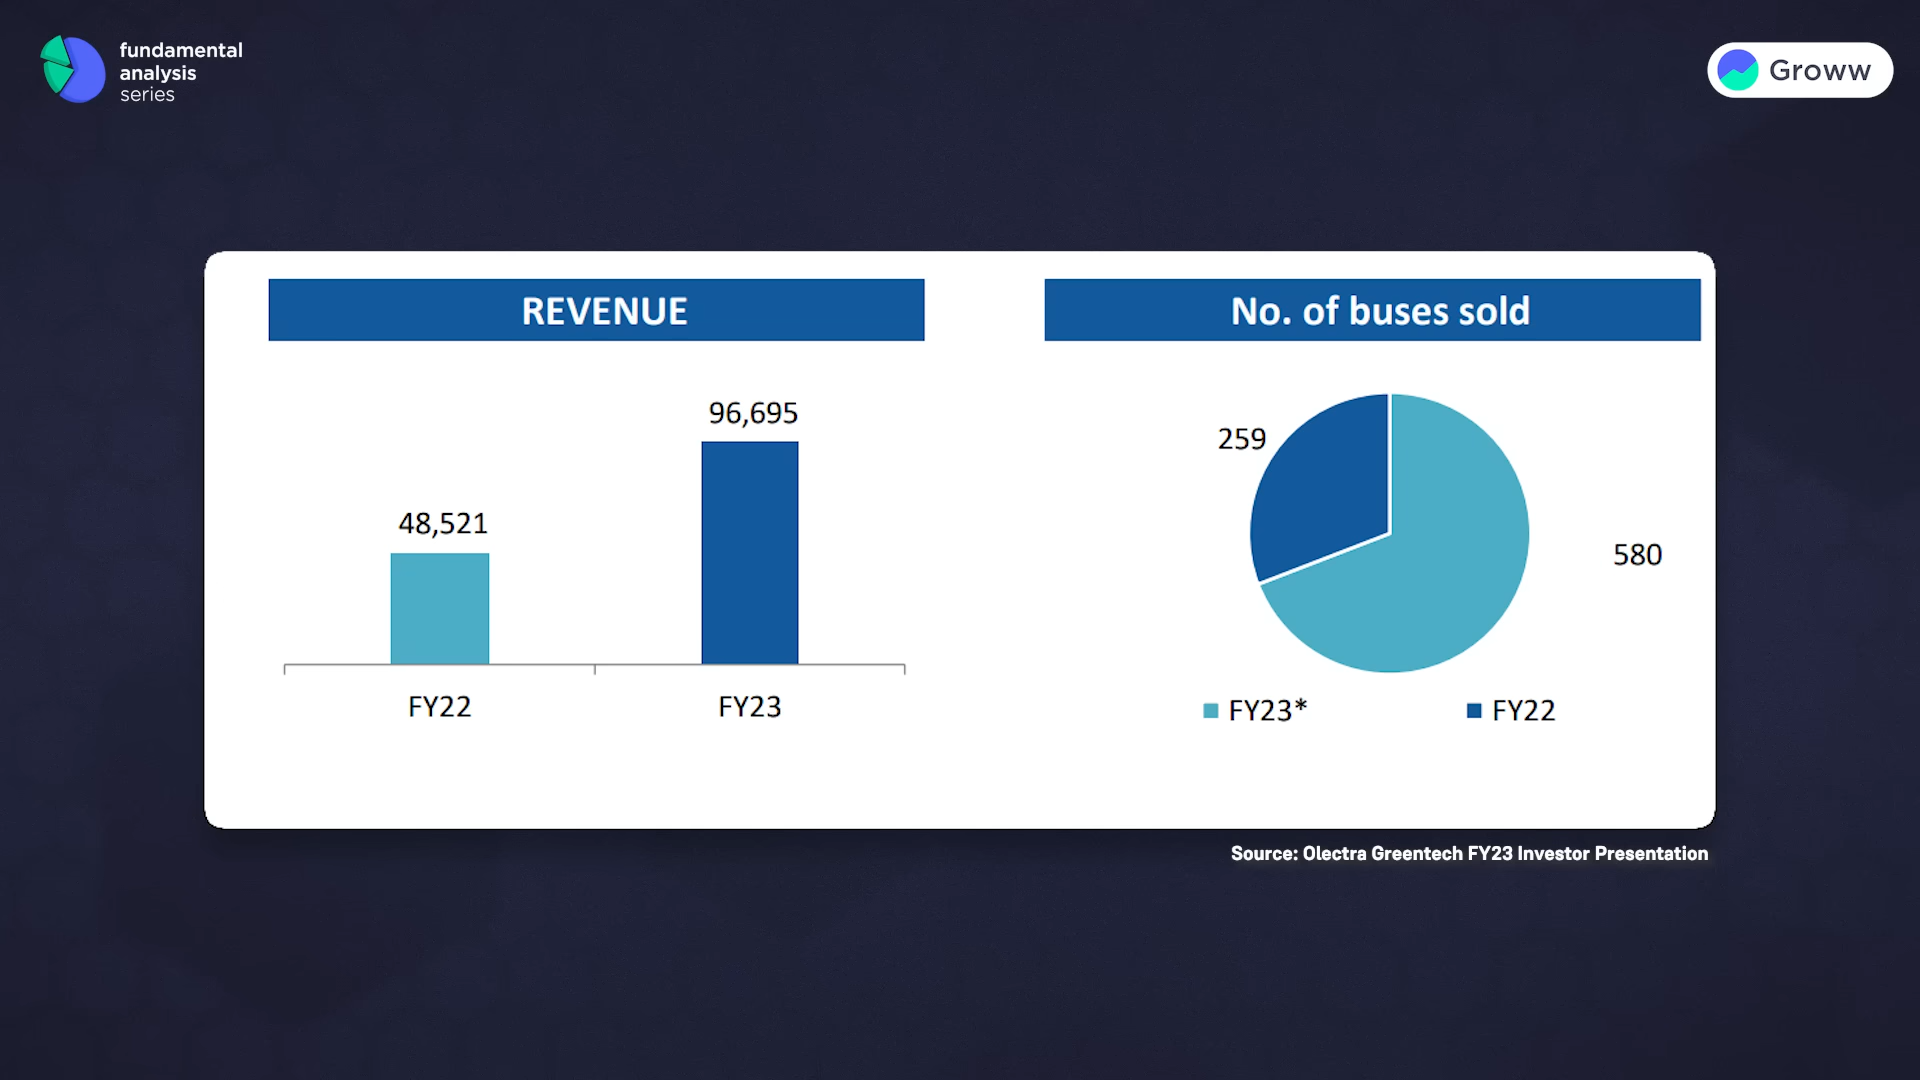 fundamental
analysis
series
Groww
REVENUE
96,695
48,521
FY22
FY23
No. of buses sold
259
580
FY23*
FY22
Source: Olectra Greentech FY23 Investor Presentation